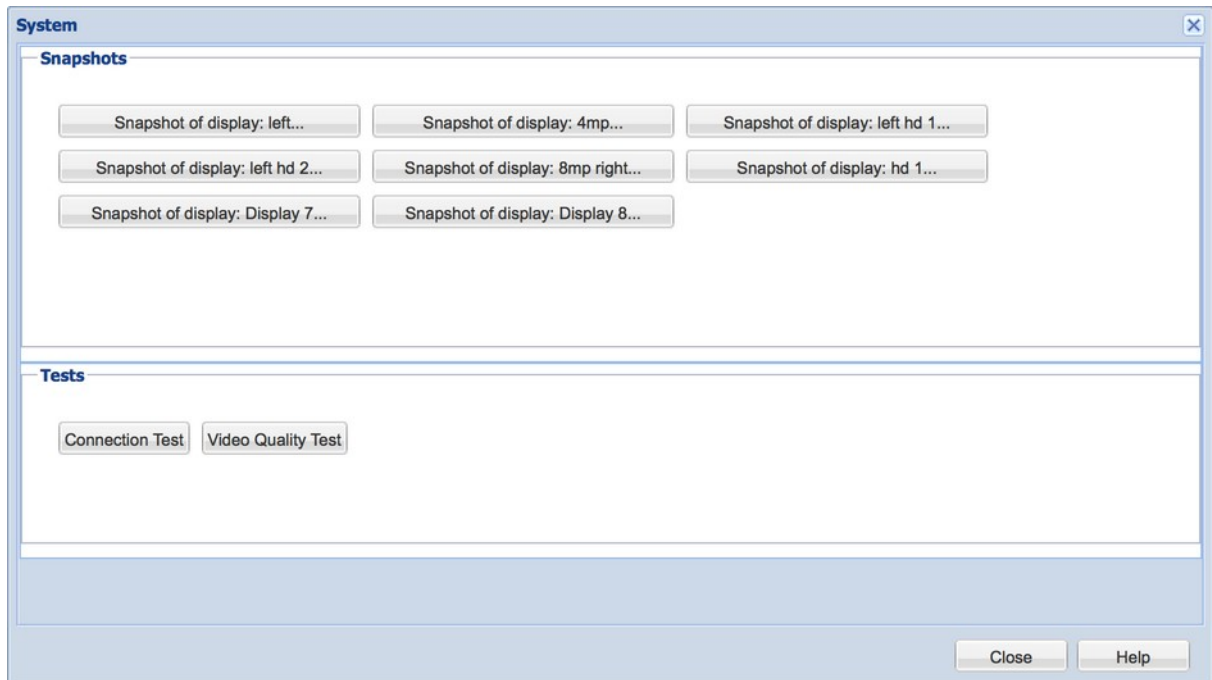 System
Snapshots
Snapshot of display: left...
Snapshot of display: 4mp...
Snapshot of display: left hd 1...
Snapshot of display: left hd 2...
Snapshot of display: 8mp right...
Snapshot of display: hd 1...
Snapshot of display: Display 7...
Snapshot of display: Display 8...
Tests
Connection Test
Video Quality Test
Close
Help